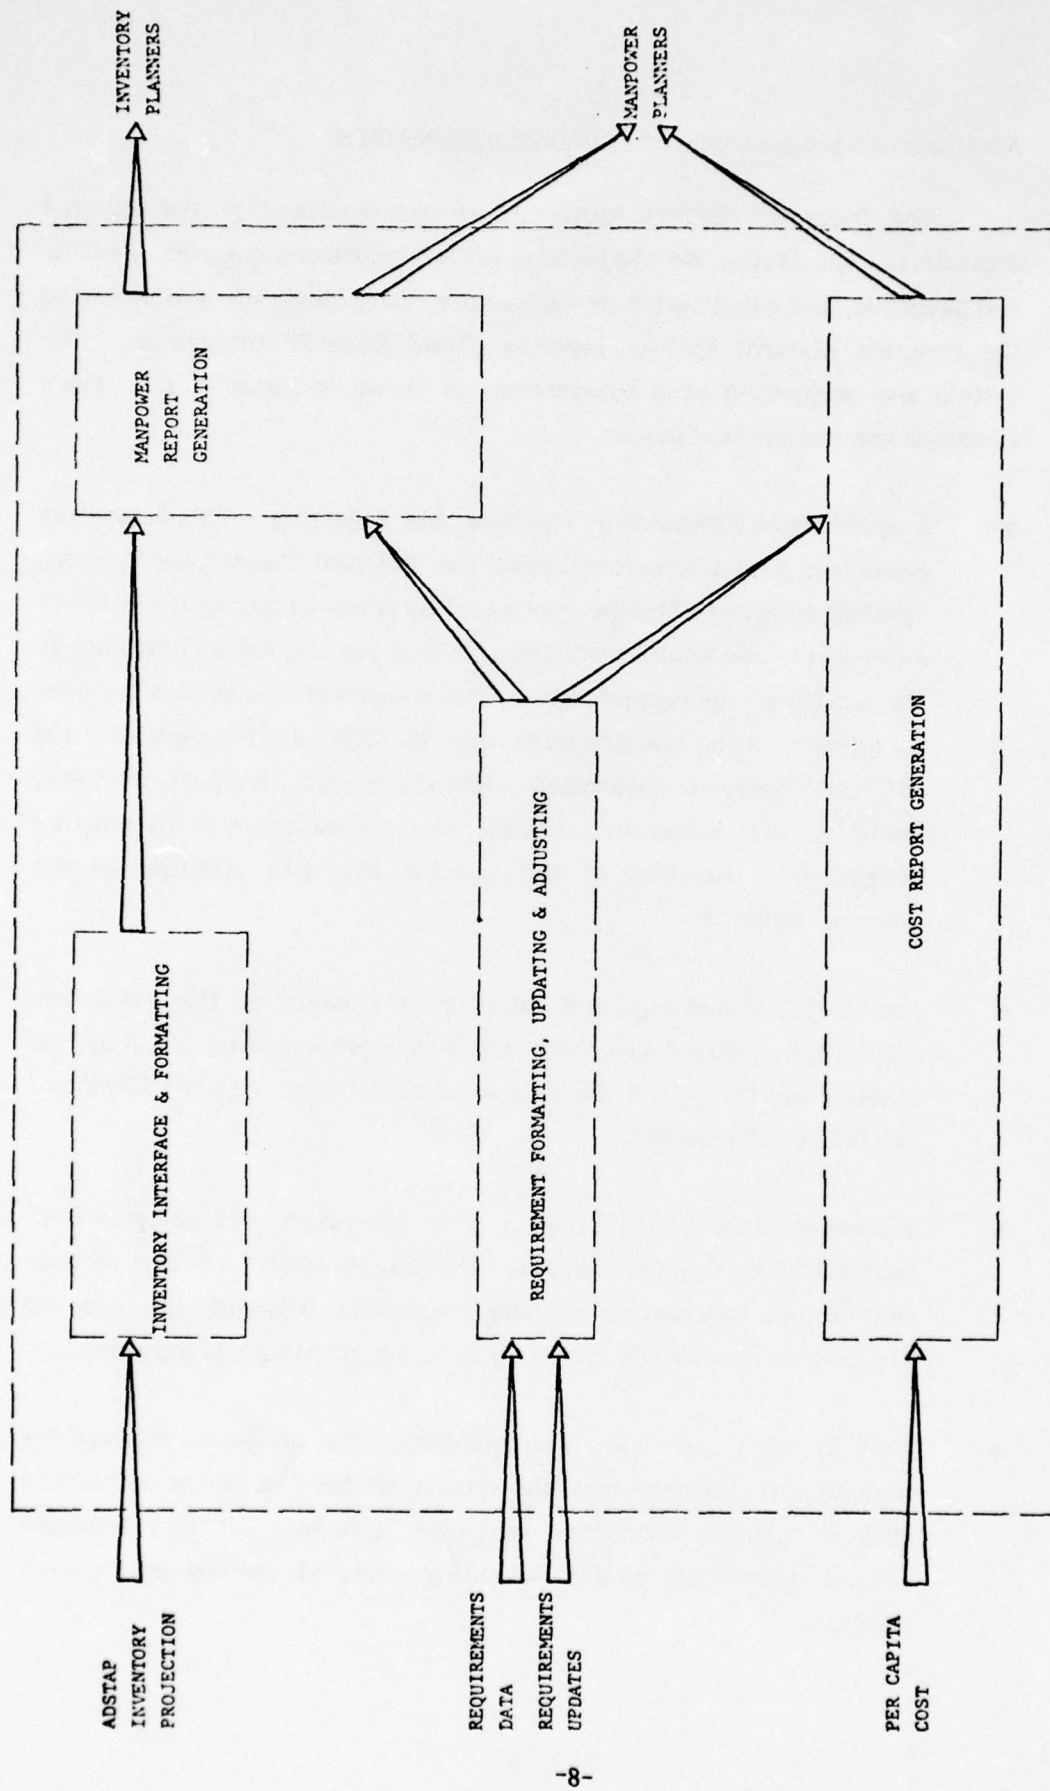 ADSTAP
INVENTORY
PROJECTION
REQUIREMENTS
DATA
REQUIREMENTS
UPDATES
PER CAPITA
COST
INVENTORY INTERFACE & FORMATTING
REQUIREMENT FORMATTING, UPDATING & ADJUSTING
COST REPORT GENERATION
MANPOWER
REPORT
GENERATION
INVENTORY
PLANNERS
MANPOWER
PLANNERS
-8-